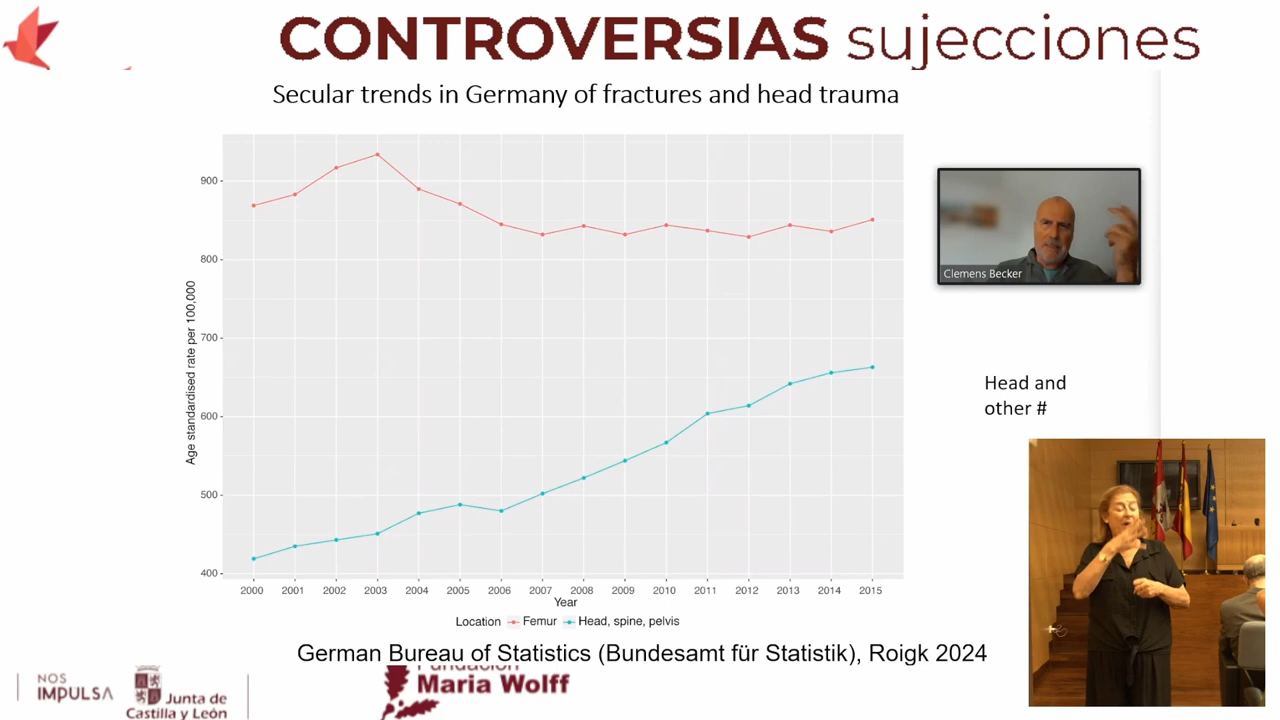 CONTROVERSIAS sujecciones
Secular trends in Germany of fractures and head trauma
900
800
700
600
500
400
Age standardised rate per 100,000
2000 2001 2002 2003 2004 2005 2006 2007 2008 2009 2010 2011 2012 2013 2014 2015
Year
Location Femur Head, spine, pelvis
Clemens Becker
Head and
other #
German Bureau of Statistics (Bundesamt für Statistik), Roigk 2024
NOS
IMPULSA
Junta de
Castilla y León
Fundación
Maria Wolff